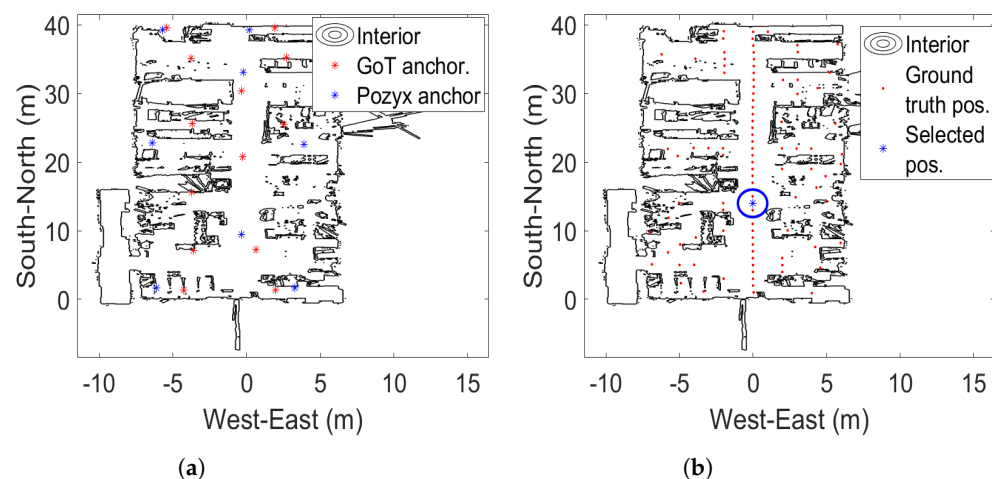 40
30
20
10
0
South-North (m)
-10 -5 0 5 10 15
West-East (m)
Interior
GoT anchor.
Pozyx anchor
(a)
40
30
20
10
0
South-North (m)
-10 -5 0 5 10 15
West-East (m)
Interior
Ground
truth pos.
Selected
pos.
(b)